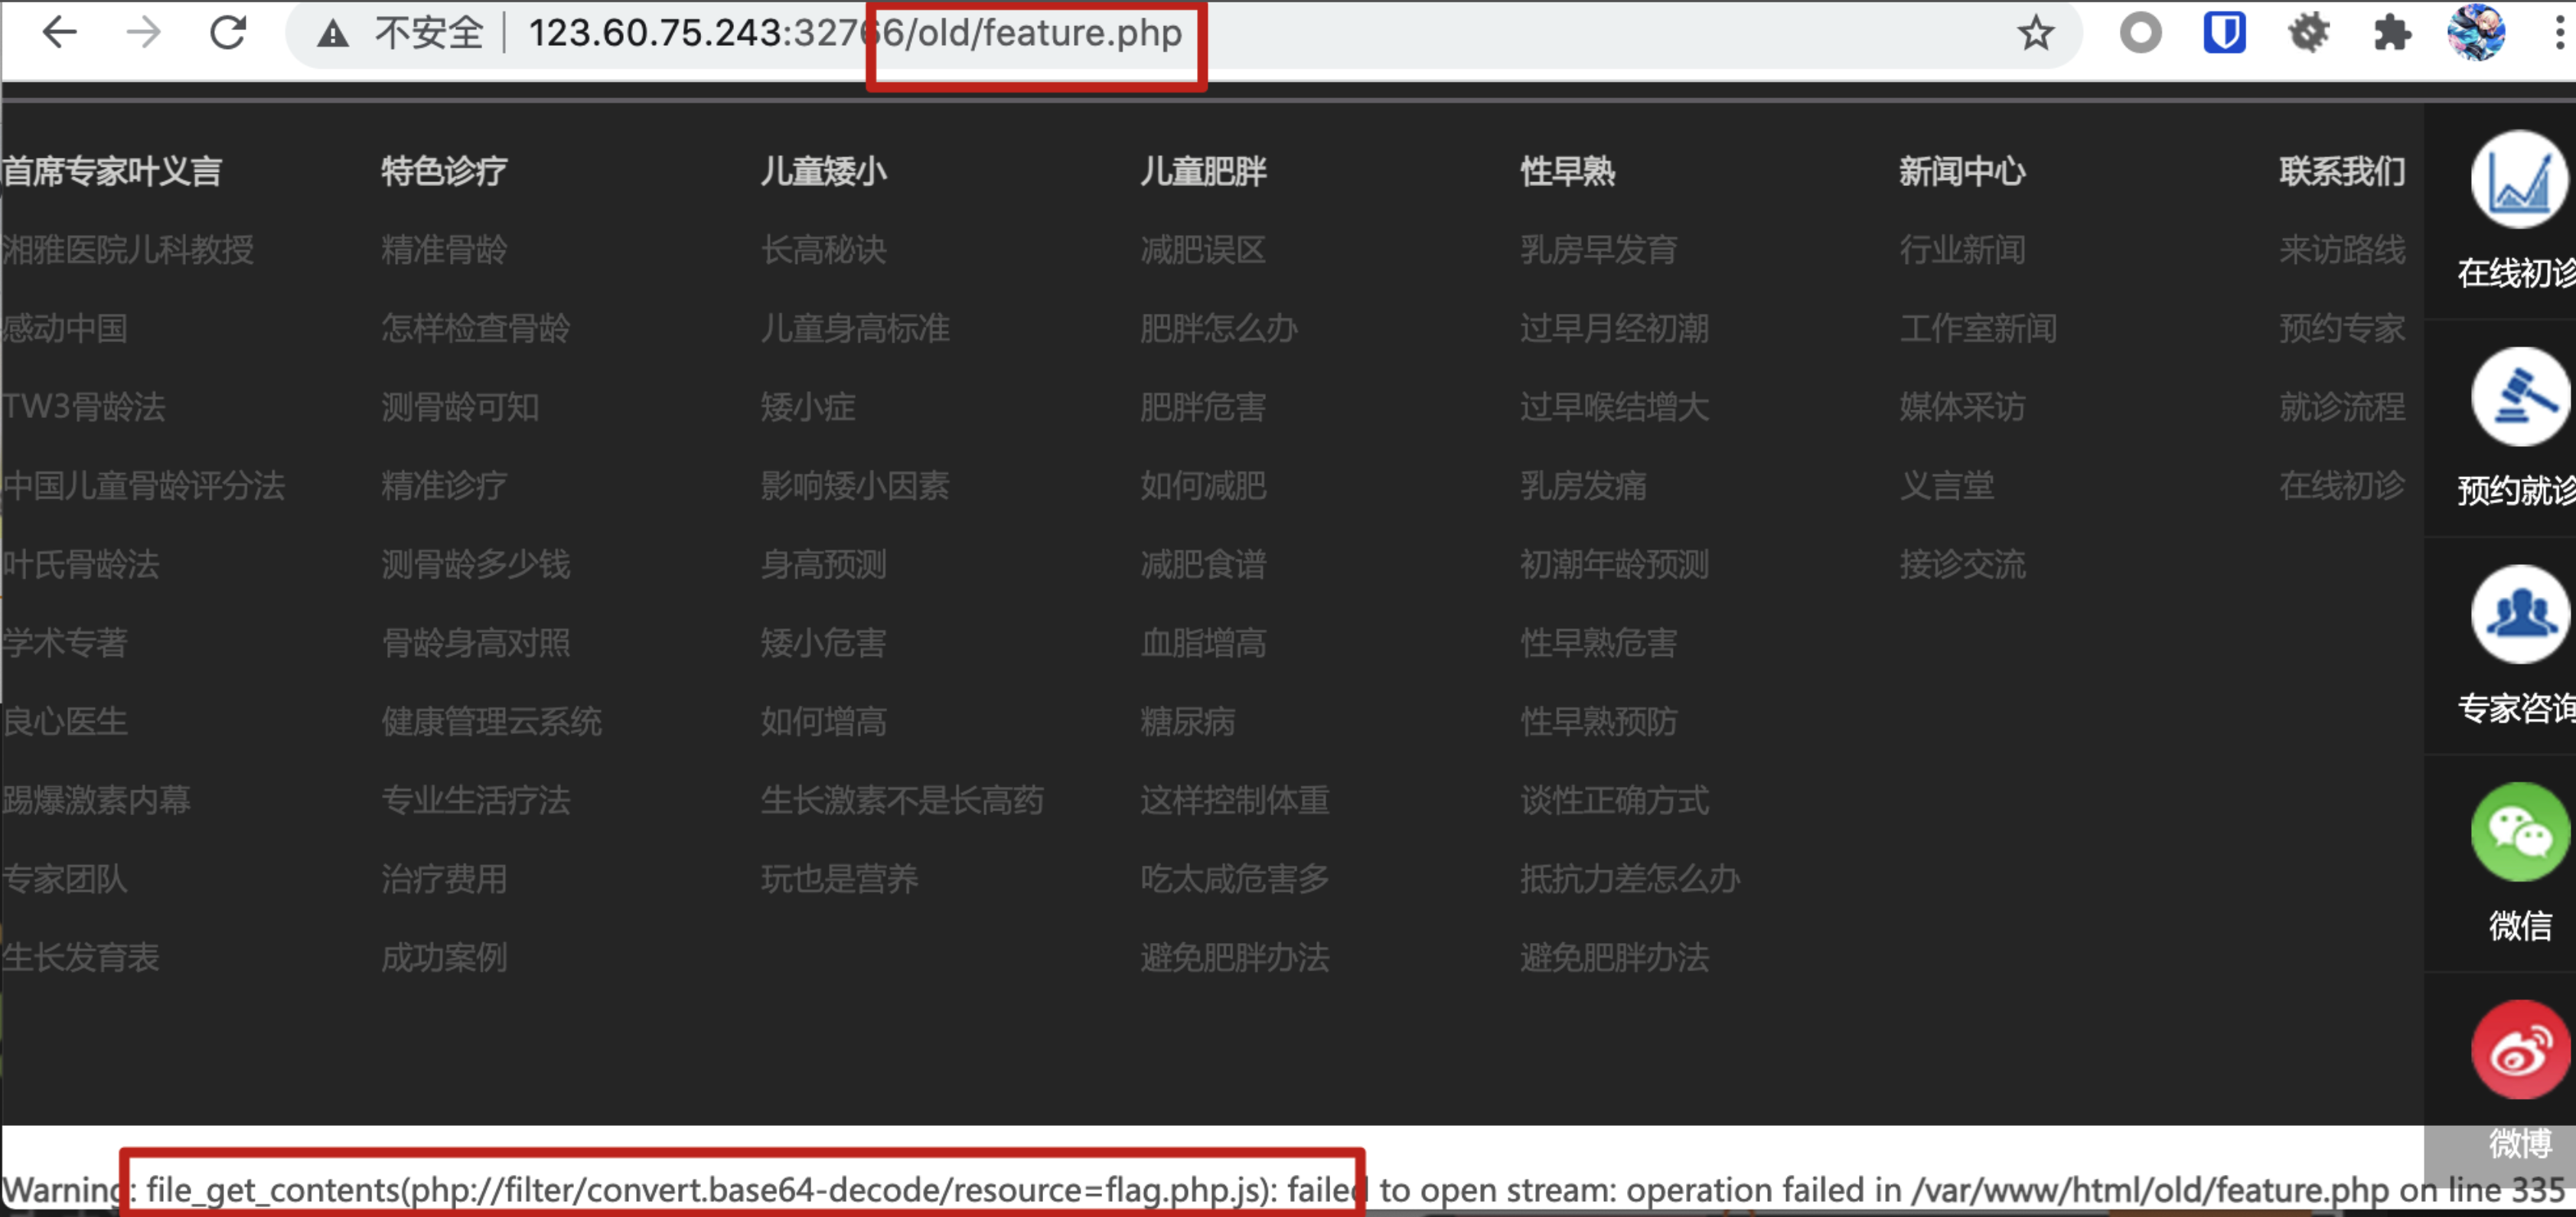 不安全 123.60.75.243:32766/old/feature.php
首席专家叶义言 特色诊疗 儿童矮小 儿童肥胖 性早熟 新闻中心 联系我们
湘雅医院儿科教授 精准骨龄 长高秘诀 减肥误区 乳房早发育 行业新闻 来访路线
感动中国 怎样检查骨龄 儿童身高标准 肥胖怎么办 过早月经初潮 工作室新闻 预约专家
TW3骨龄法 测骨龄可知 矮小症 肥胖危害 过早喉结增大 媒体采访 就诊流程
中国儿童骨龄评分法 精准诊疗 影响矮小因素 如何减肥 乳房发痛 义言堂 在线初诊
叶氏骨龄法 测骨龄多少钱 身高预测 减肥食谱 初潮年龄预测 接诊交流
学术专著 骨龄身高对照 矮小危害 血脂增高 性早熟危害
良心医生 健康管理云系统 如何增高 糖尿病 性早熟预防
踢爆激素内幕 专业生活疗法 生长激素不是长高药 这样控制体重 谈性正确方式
专家团队 治疗费用 玩也是营养 吃太咸危害多 抵抗力差怎么办
生长发育表 成功案例 避免肥胖办法 避免肥胖办法
在线初诊
预约就诊
专家咨询
微信
微博
Warning: file_get_contents(php://filter/convert.base64-decode/resource=flag.php.js): failed to open stream: operation failed in /var/www/html/old/feature.php on line 335